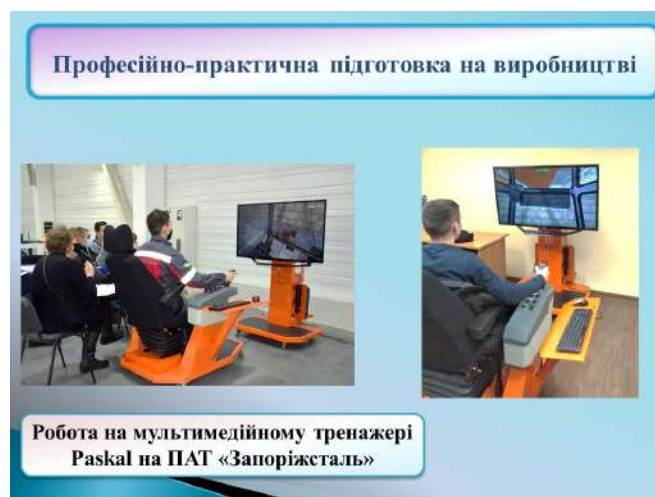 Професійно-практична підготовка на виробництві
Робота на мультимедійному тренажері
Paskal на ПАТ «Запоріжсталь»